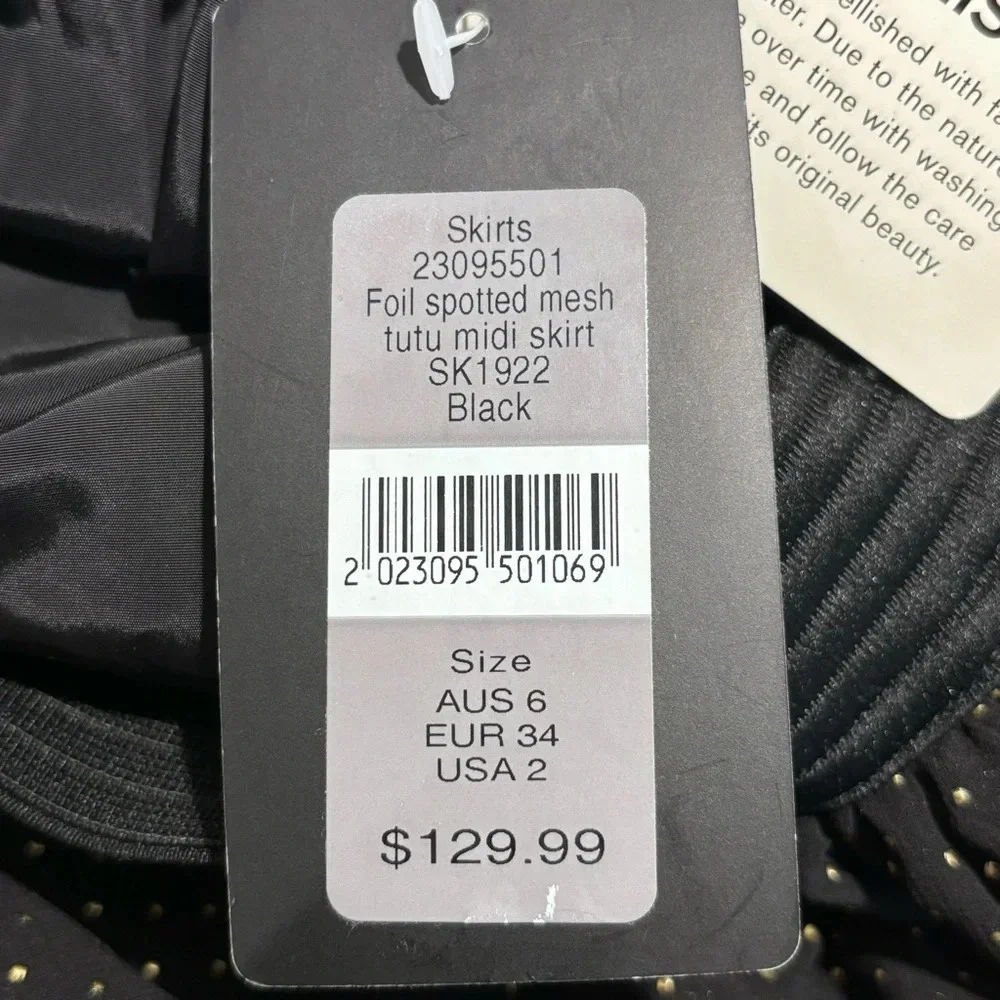 Skirts
23095501
Foil spotted mesh
tutu midi skirt
SK1922
Black
2 023095 501069
Size
AUS 6
EUR 34
USA 2
$129.99
with
Due to the nature
over time with washing
and follow the care
its original beauty.